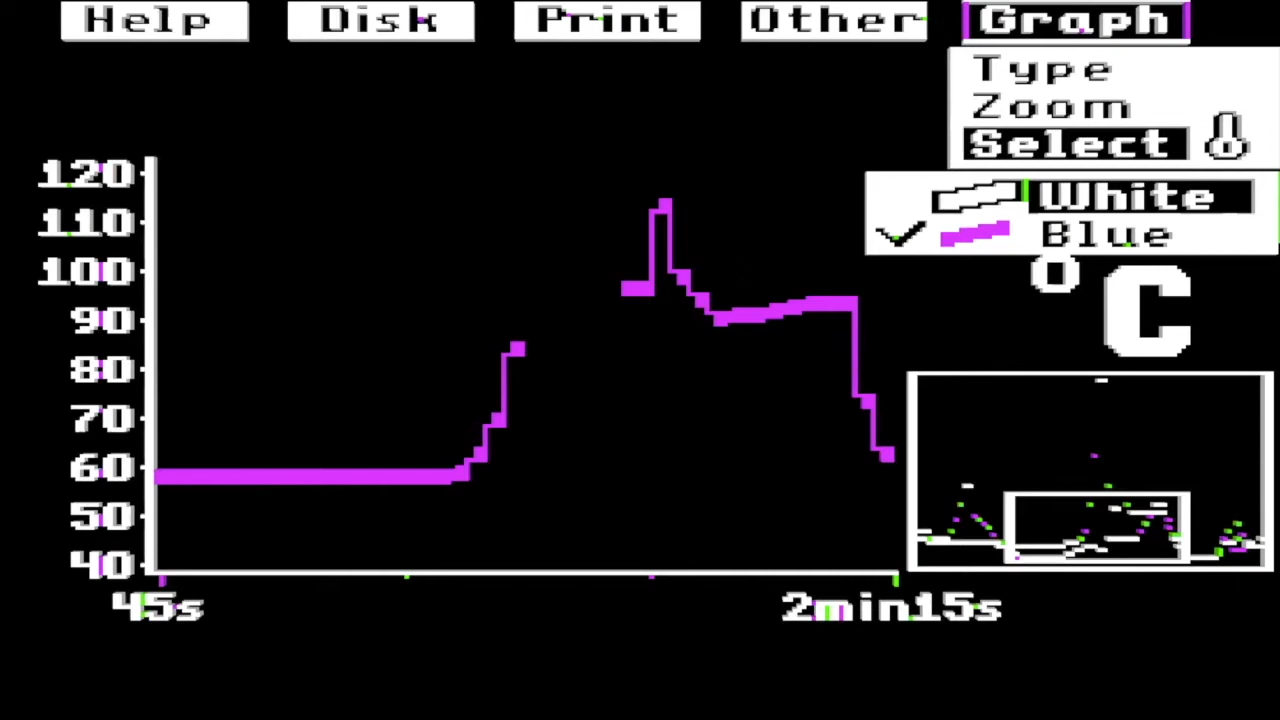 Help Disk Print Other Graph
Type
Zoom
Select
White
Blue
° C
120
110
100
90
80
70
60
50
40
45s 2min15s